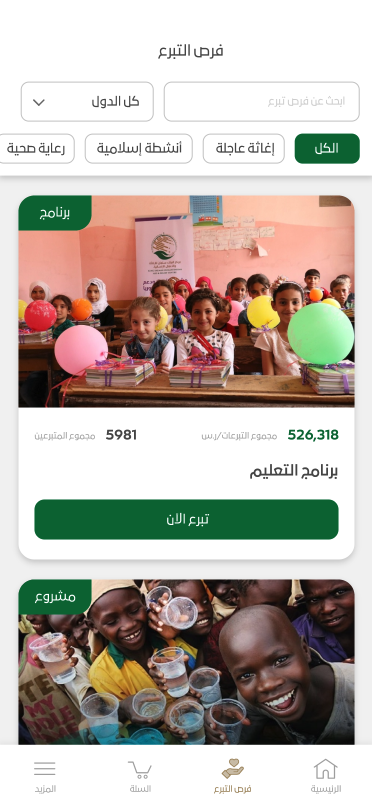 فرص التبرع
ابحث عن فرص تبرع
كل الدول
الكل
إغاثة عاجلة
أنشطة إسلامية
رعاية صحية
برنامج
526,318 مجموع التبرعات/ر.س
5981 مجموع المتبرعين
برنامج التعليم
تبرع الان
مشروع
الرئيسية
فرص التبرع
السلة
المزيد